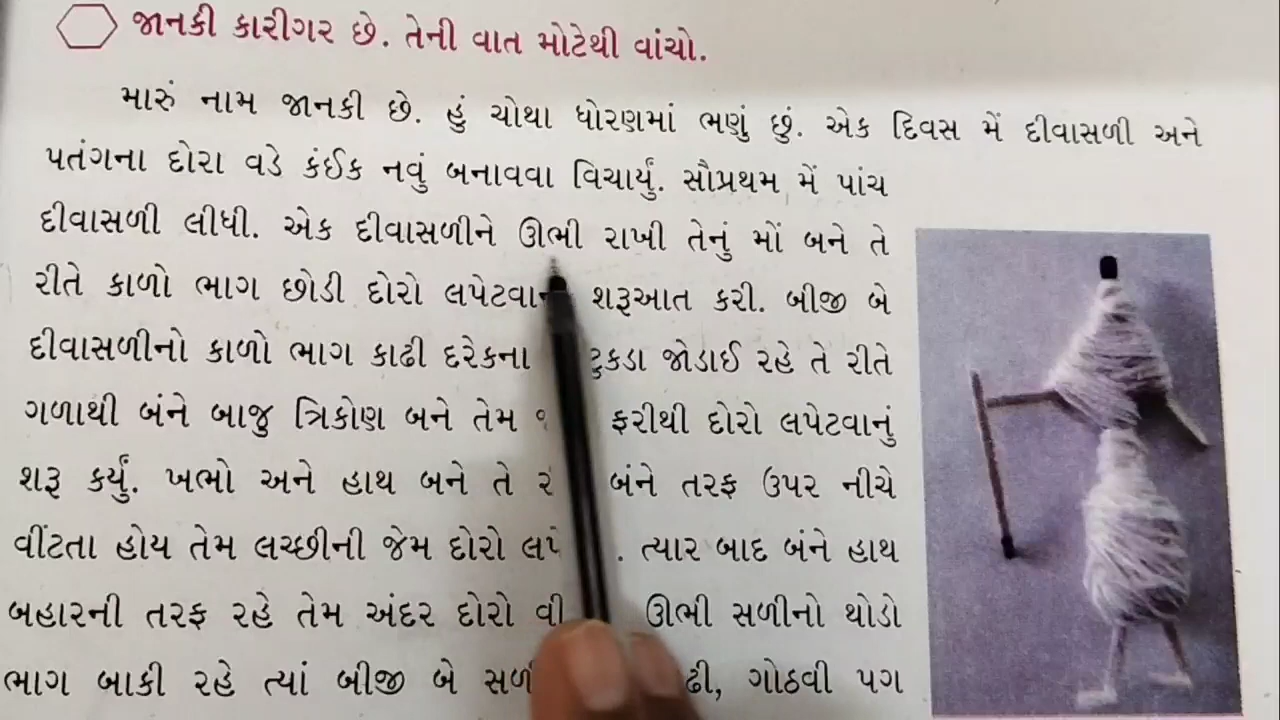 જાનકી કારીગર છે. તેની વાત મોટેથી વાંચો.
મારું નામ જાનકી છે. હું ચોથા ધોરણમાં ભણું છું. એક દિવસ મેં દીવાસળી અને
પતંગના દોરા વડે કંઈક નવું બનાવવા વિચાર્યું. સૌપ્રથમ મેં પાંચ
દીવાસળી લીધી. એક દીવાસળીને ઊભી રાખી તેનું મોં બને તે
રીતે કાળો ભાગ છોડી દોરો શરૂઆત કરી. બીજી બે
દીવાસળીનો કાળો ભાગ કાઢી દરેકના ટુકડા જોડાઈ રહે તે રીતે
ગળાથી બંને બાજુ ત્રિકોણ બને તેમ ફરીથી દોરો લપેટવાનું
શરૂ કર્યું. ખભો અને હાથ બને તે બંને તરફ ઉપર નીચે
વીંટતા હોય તેમ લચ્છીની જેમ દોરો ત્યાર બાદ બંને હાથ
બહારની તરફ રહે તેમ અંદર દોરો ઊભી સળીનો થોડો
ભાગ બાકી રહે ત્યાં બીજી બે ગોઠવી પગ